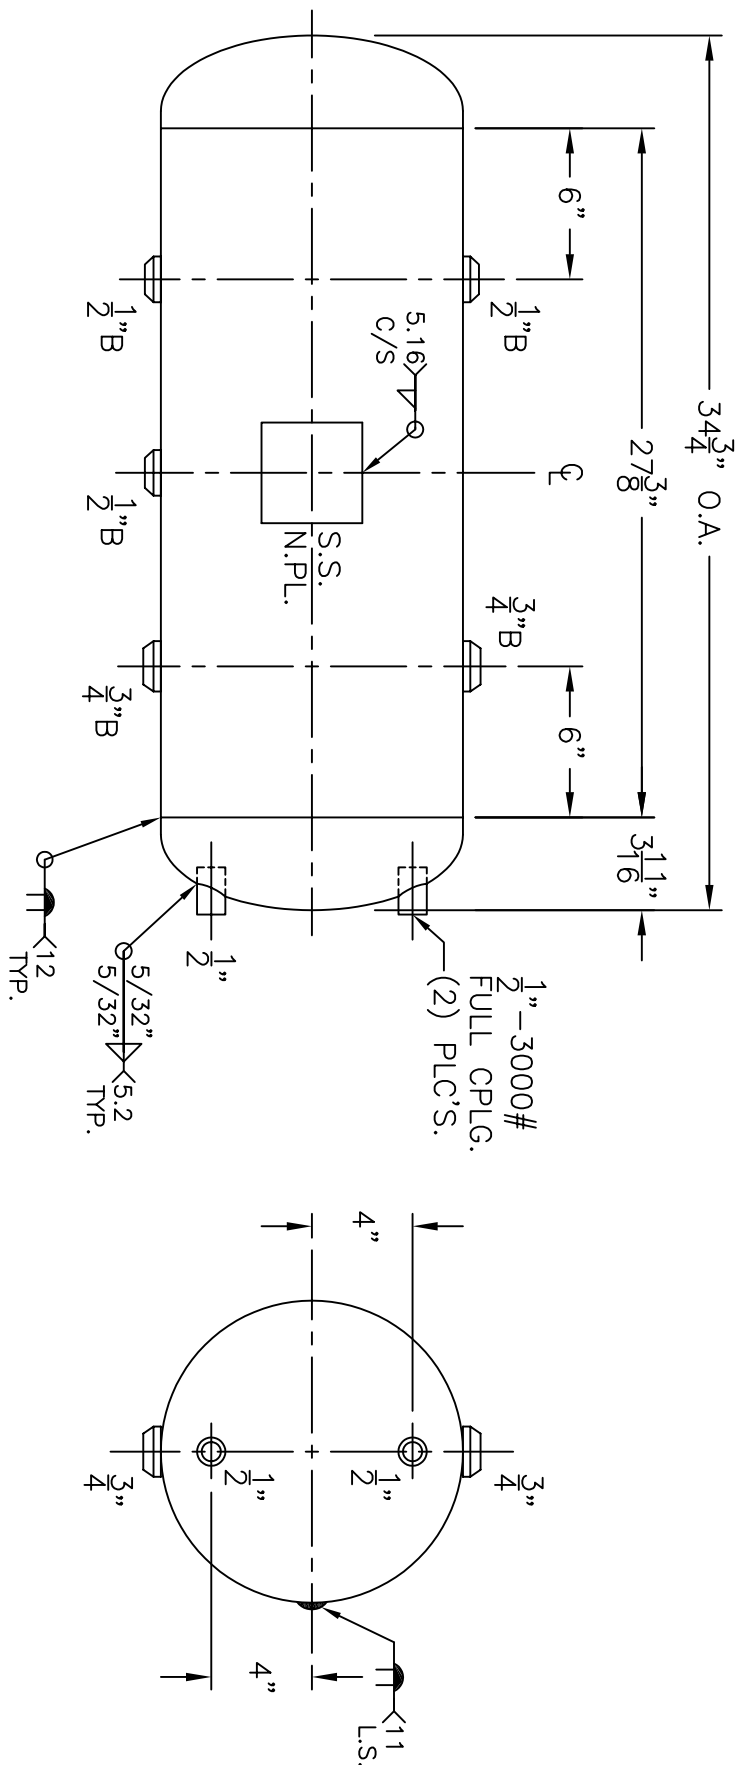 34 3/4" O.A.
27 3/8"
3 11/16"
6"
6"
1/2"B
1/2"B
1/2"B
3/4"B
3/4"B
5.16
C/S
C
L
S.S.
N.PL.
1/2"-3000#
FULL CPLG.
(2) PLC'S.
1/2"
12
TYP.
5/32"
5/32"
5.2
TYP.
4"
4"
3/4"
3/4"
1/2"
1/2"
11
L.S.